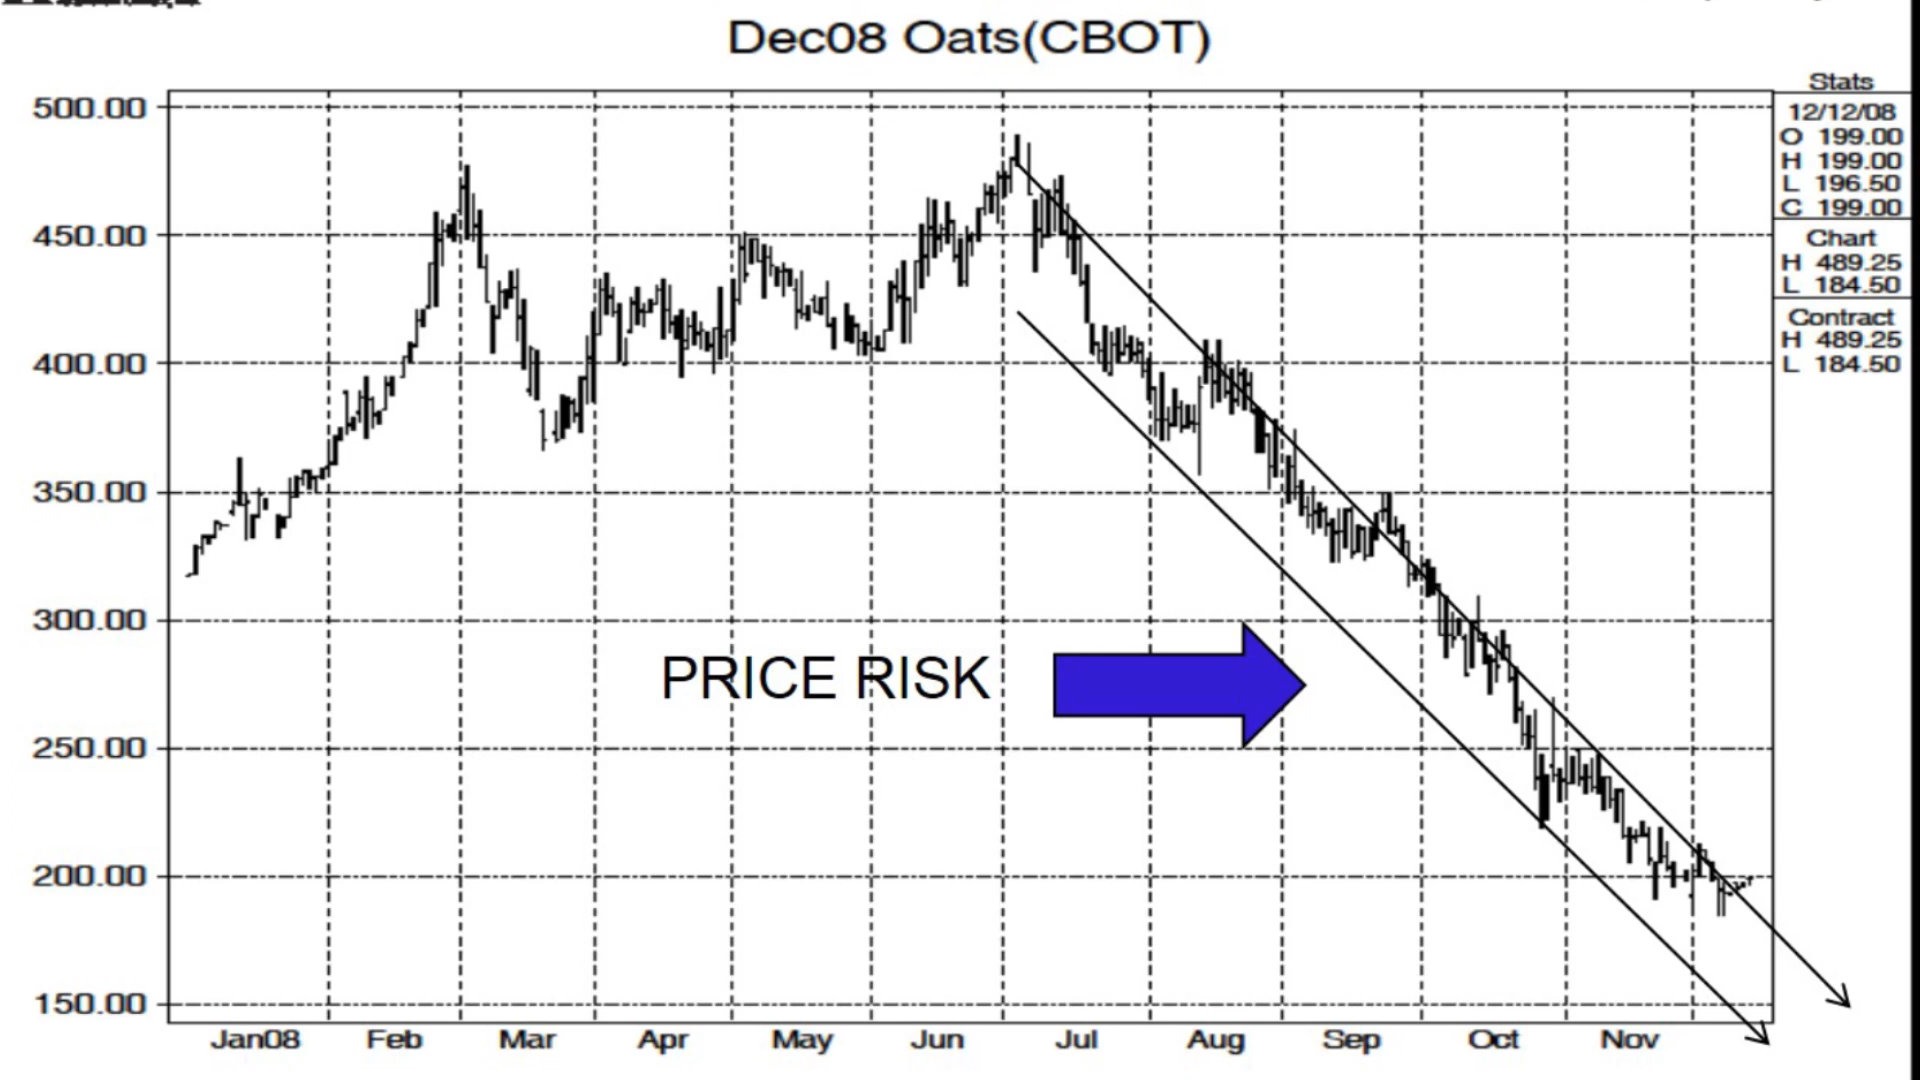 Dec08 Oats(CBOT)
Stats
12/12/08
O 199.00
H 199.00
L 196.50
C 199.00
Chart
H 489.25
L 184.50
Contract
H 489.25
L 184.50
500.00
450.00
400.00
350.00
300.00
250.00
200.00
150.00
PRICE RISK
Jan08 Feb Mar Apr May Jun Jul Aug Sep Oct Nov